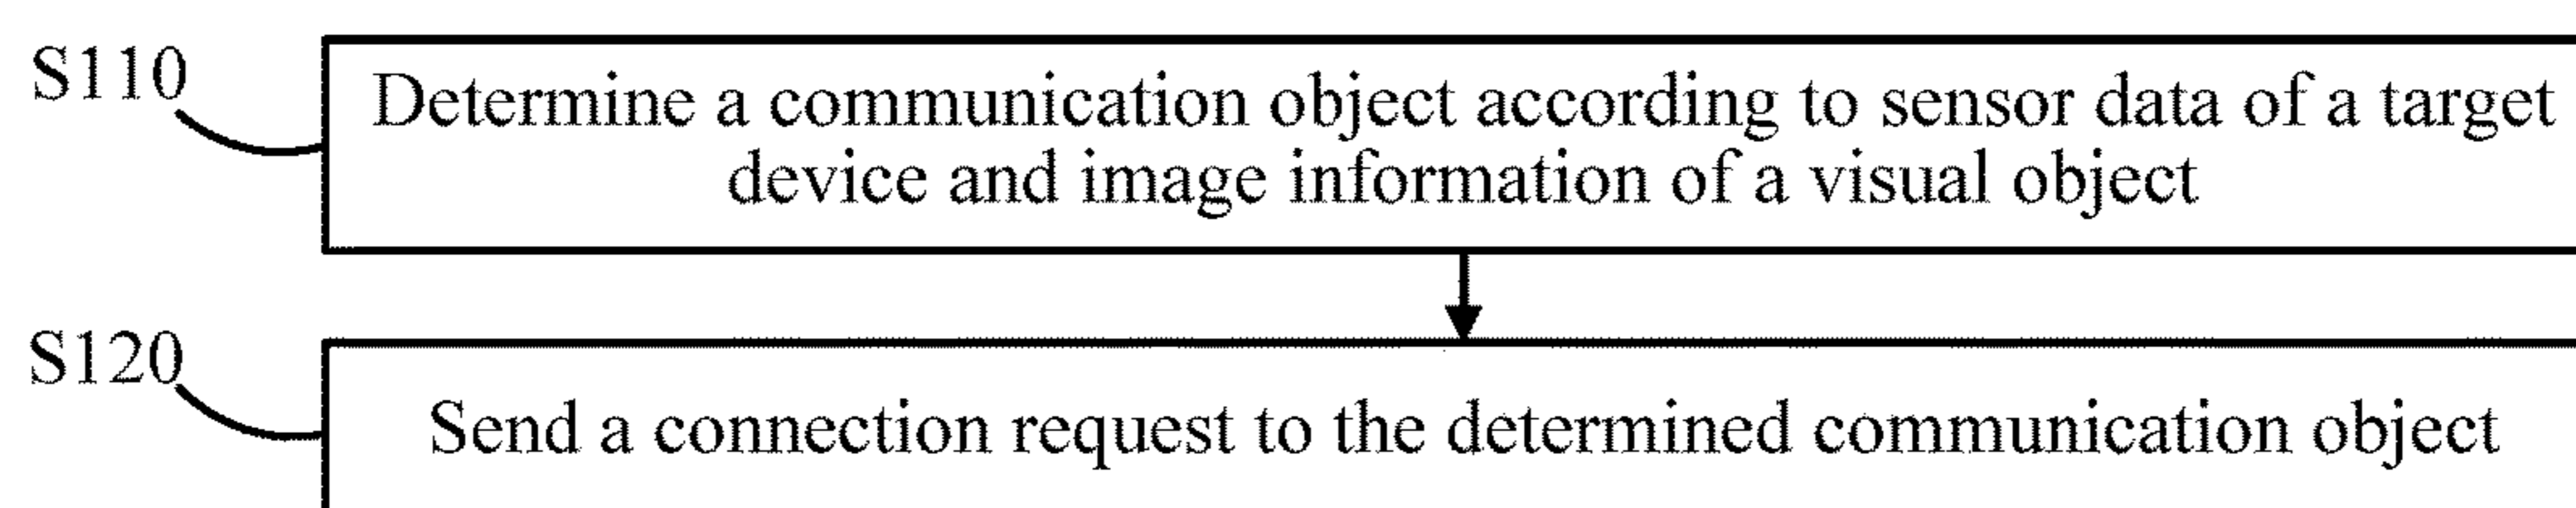 S110
Determine a communication object according to sensor data of a target
device and image information of a visual object
S120
Send a connection request to the determined communication object